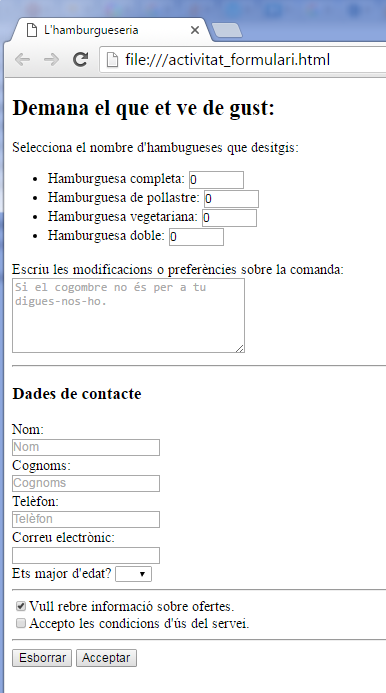 L'hamburgueseria
file:///activitat_formulari.html
Demana el que et ve de gust:
Selecciona el nombre d'hambugueses que desitgis:
Hamburguesa completa: 0
Hamburguesa de pollastre: 0
Hamburguesa vegetariana: 0
Hamburguesa doble: 0
Escriu les modificacions o preferències sobre la comanda:
Si el cogombre no és per a tu
digues-nos-ho.
Dades de contacte
Nom:
Nom
Cognoms:
Cognoms
Telèfon:
Telèfon
Correu electrònic:
Ets major d'edat?
Vull rebre informació sobre ofertes.
Accepto les condicions d'ús del servei.
Esborrar Acceptar